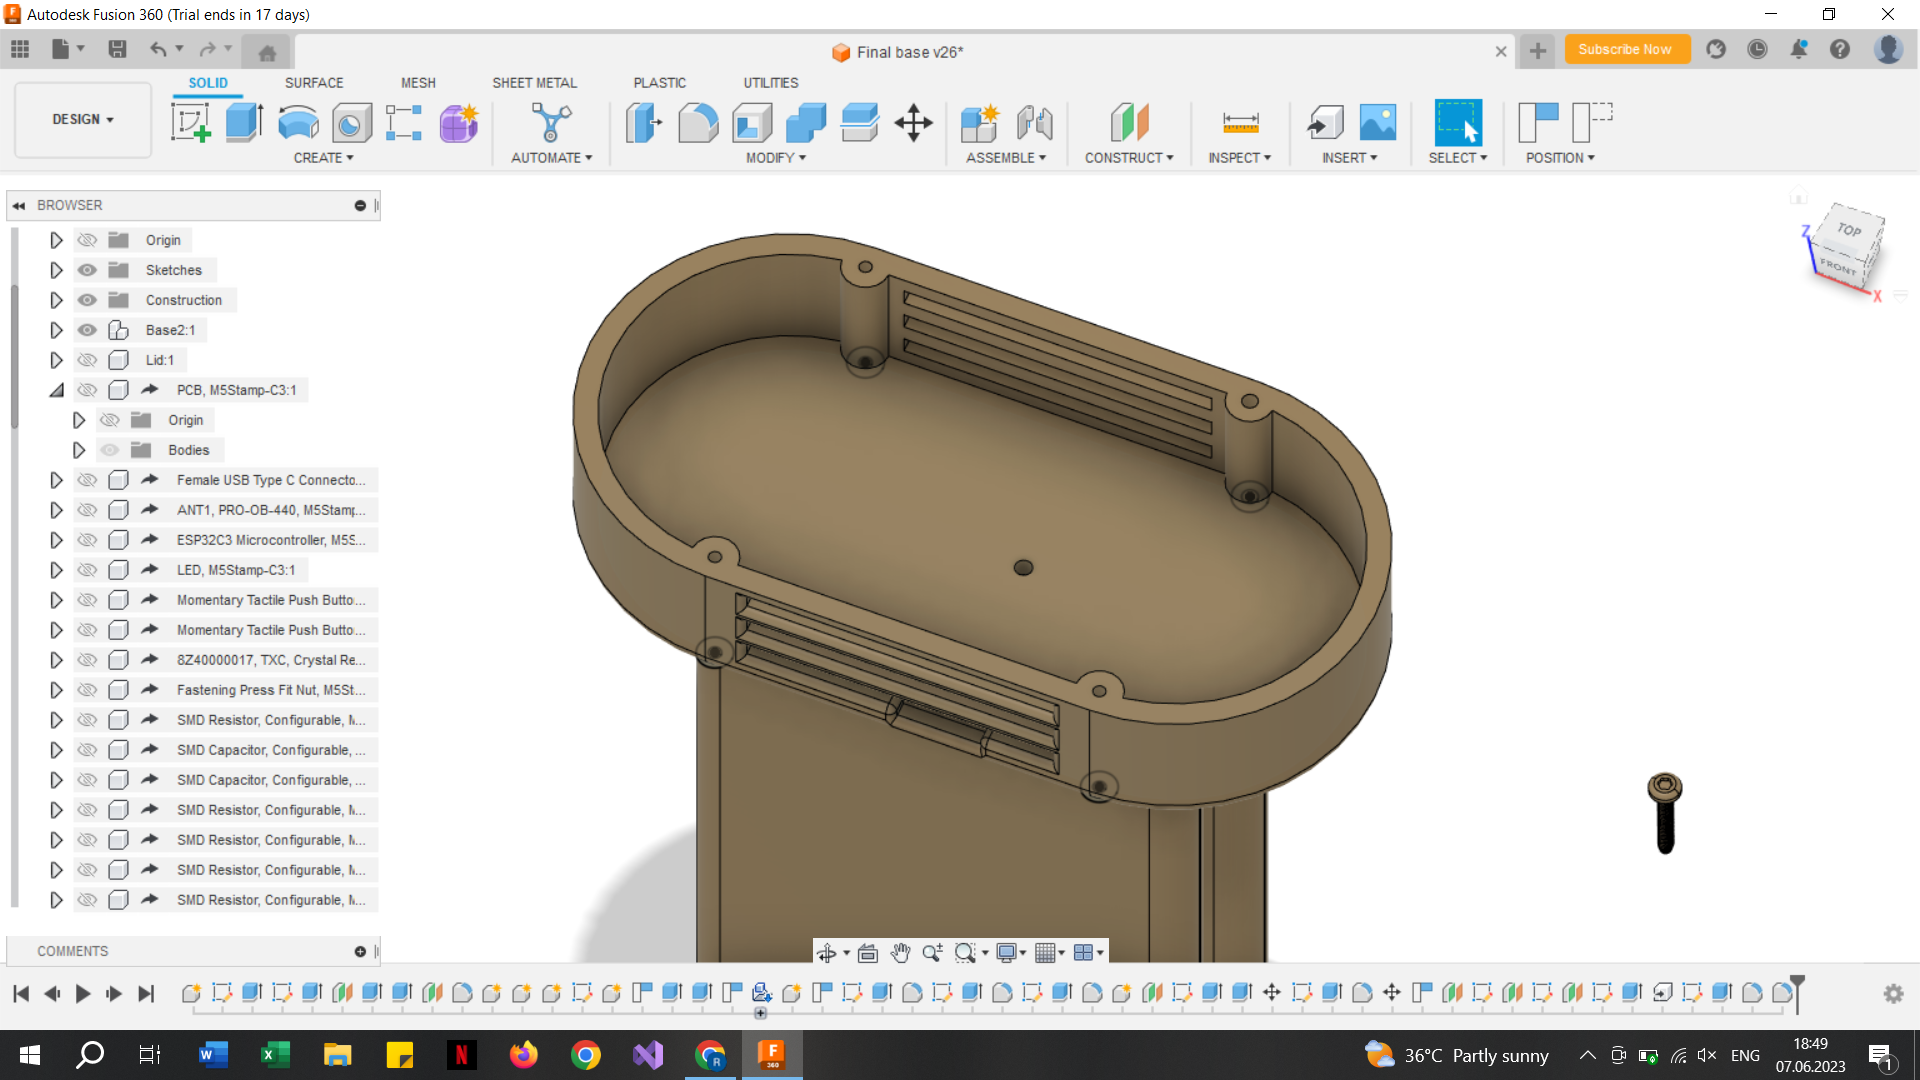 Autodesk Fusion 360 (Trial ends in 17 days)
Final base v26*
Subscribe Now
SOLID SURFACE MESH SHEET METAL PLASTIC UTILITIES
DESIGN
CREATE AUTOMATE MODIFY ASSEMBLE CONSTRUCT INSPECT INSERT SELECT POSITION
BROWSER
Origin
Sketches
Construction
Base2:1
Lid:1
PCB, M5Stamp-C3:1
Origin
Bodies
Female USB Type C Connecto...
ANT1, PRO-OB-440, M5Stamp...
ESP32C3 Microcontroller, M5S...
LED, M5Stamp-C3:1
Momentary Tactile Push Butto...
Momentary Tactile Push Butto...
8Z40000017, TXC, Crystal Re...
Fastening Press Fit Nut, M5St...
SMD Resistor, Configurable, M...
SMD Capacitor, Configurable, ...
SMD Capacitor, Configurable, ...
SMD Resistor, Configurable, M...
SMD Resistor, Configurable, M...
SMD Resistor, Configurable, M...
SMD Resistor, Configurable, M...
COMMENTS
TOP
FRONT
Z
X
36°C Partly sunny
ENG
18:49
07.06.2023
1